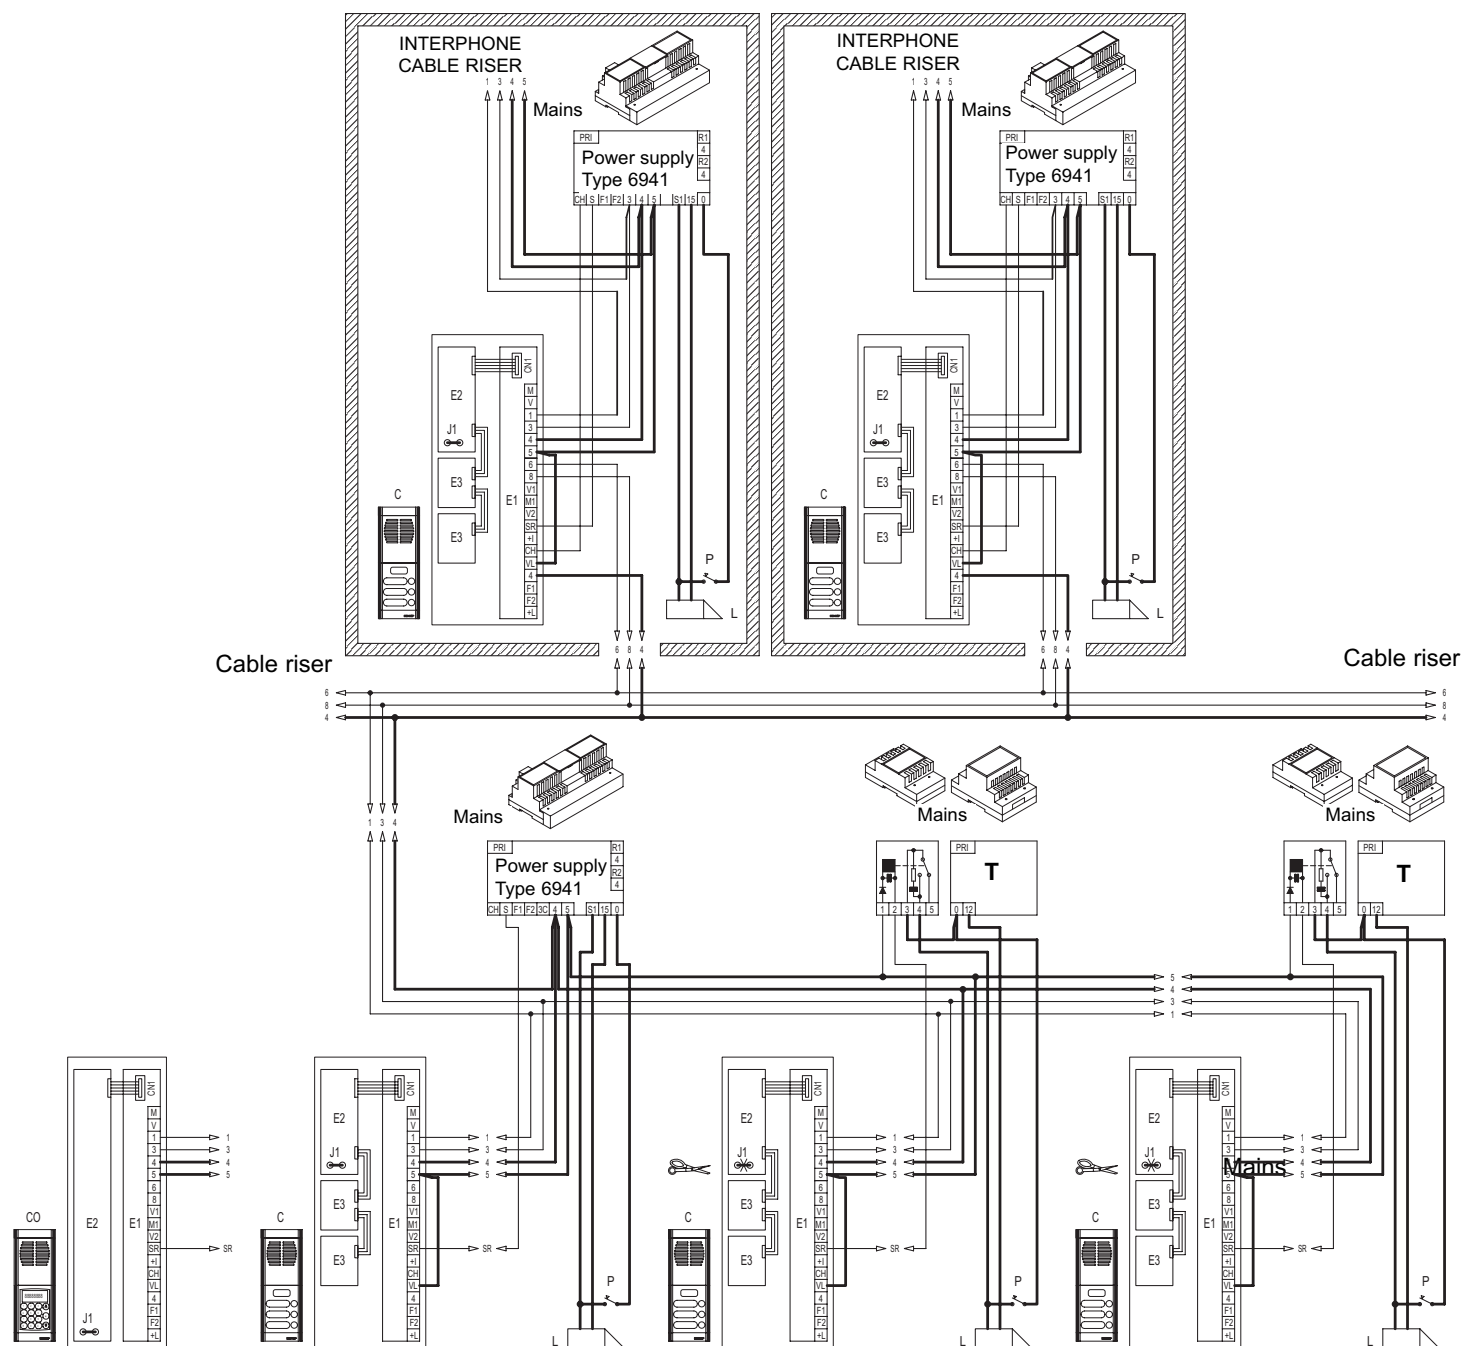 INTERPHONE
CABLE RISER
1 3 4 5
Mains
PRI
R1
4
R2
4
Power supply
Type 6941
CH S F1 F2 3 4 5 S1 15 0
CN1
E2
J1
E3
E3
E1
M
V
1
3
4
5
6
8
V1
M1
V2
SR
+I
CH
VL
4
F1
F2
+L
C
P
L
6 8 4
INTERPHONE
CABLE RISER
1 3 4 5
Mains
PRI
R1
4
R2
4
Power supply
Type 6941
CH S F1 F2 3 4 5 S1 15 0
CN1
E2
J1
E3
E3
E1
M
V
1
3
4
5
6
8
V1
M1
V2
SR
+I
CH
VL
4
F1
F2
+L
C
P
L
6 8 4
Cable riser
Cable riser
6
8
4
6
8
4
1 3 4
Mains
PRI
R1
4
R2
4
Power supply
Type 6941
CH S F1 F2 3C 4 5 S1 15 0
Mains
1 2 3 4 5
PRI
T
0 12
Mains
1 2 3 4 5
PRI
T
0 12
5
4
3
1
CO
E2
J1
E1
CN1
M
V
1
3
4
5
6
8
V1
M1
V2
SR
+I
CH
VL
4
F1
F2
+L
1
3
4
5
SR
C
E2
J1
E3
E3
E1
CN1
M
V
1
3
4
5
6
8
V1
M1
V2
SR
+I
CH
VL
4
F1
F2
+L
1
3
4
5
SR
P
L
C
E2
J1
E3
E3
E1
CN1
M
V
1
3
4
5
6
8
V1
M1
V2
SR
+I
CH
VL
4
F1
F2
+L
1
3
4
5
SR
P
L
C
E2
J1
E3
E3
E1
CN1
M
V
1
3
4
5
6
8
V1
M1
V2
SR
+I
CH
VL
4
F1
F2
+L
Mains
1
3
4
5
SR
P
L